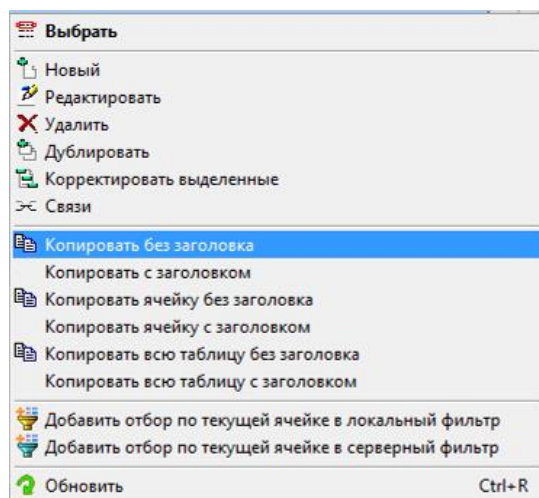 Выбрать
Новый
Редактировать
Удалить
Дублировать
Корректировать выделенные
Связи
Копировать без заголовка
Копировать с заголовком
Копировать ячейку без заголовка
Копировать ячейку с заголовком
Копировать всю таблицу без заголовка
Копировать всю таблицу с заголовком
Добавить отбор по текущей ячейке в локальный фильтр
Добавить отбор по текущей ячейке в серверный фильтр
Обновить Ctrl+R